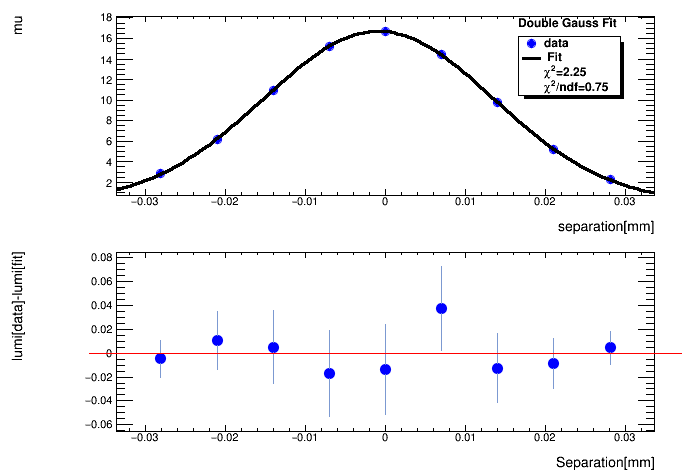 mu
Double Gauss Fit
data
Fit
χ²=2.25
χ²/ndf=0.75
18
16
14
12
10
8
6
4
2
−0.03 −0.02 −0.01 0 0.01 0.02 0.03
separation[mm]
lumi[data]-lumi[fit]
0.08
0.06
0.04
0.02
0
−0.02
−0.04
−0.06
−0.03 −0.02 −0.01 0 0.01 0.02 0.03
Separation[mm]